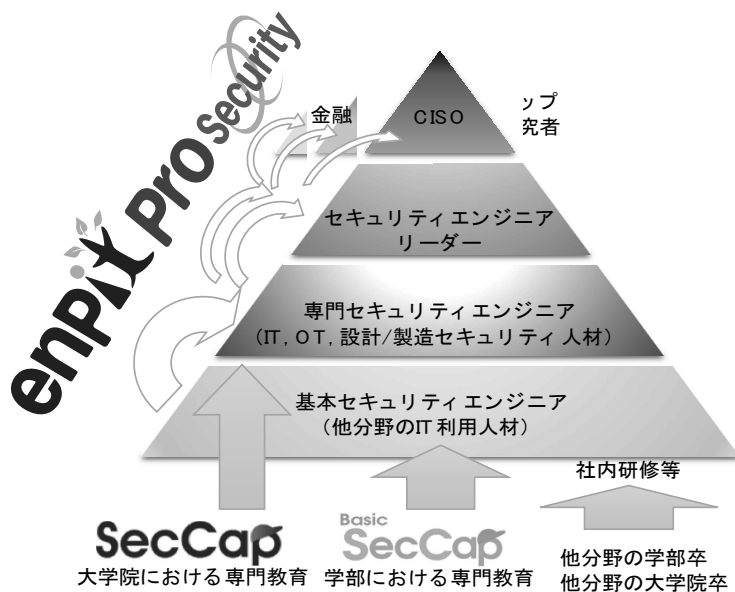 enPiT Pro Security
金融
CISO
ップ
究者
セキュリティエンジニア
リーダー
専門セキュリティエンジニア
(IT, OT, 設計/製造セキュリティ人材)
基本セキュリティエンジニア
(他分野のIT利用人材)
社内研修等
SecCap
大学院における専門教育
Basic
SecCap
学部における専門教育
他分野の学部卒
他分野の大学院卒